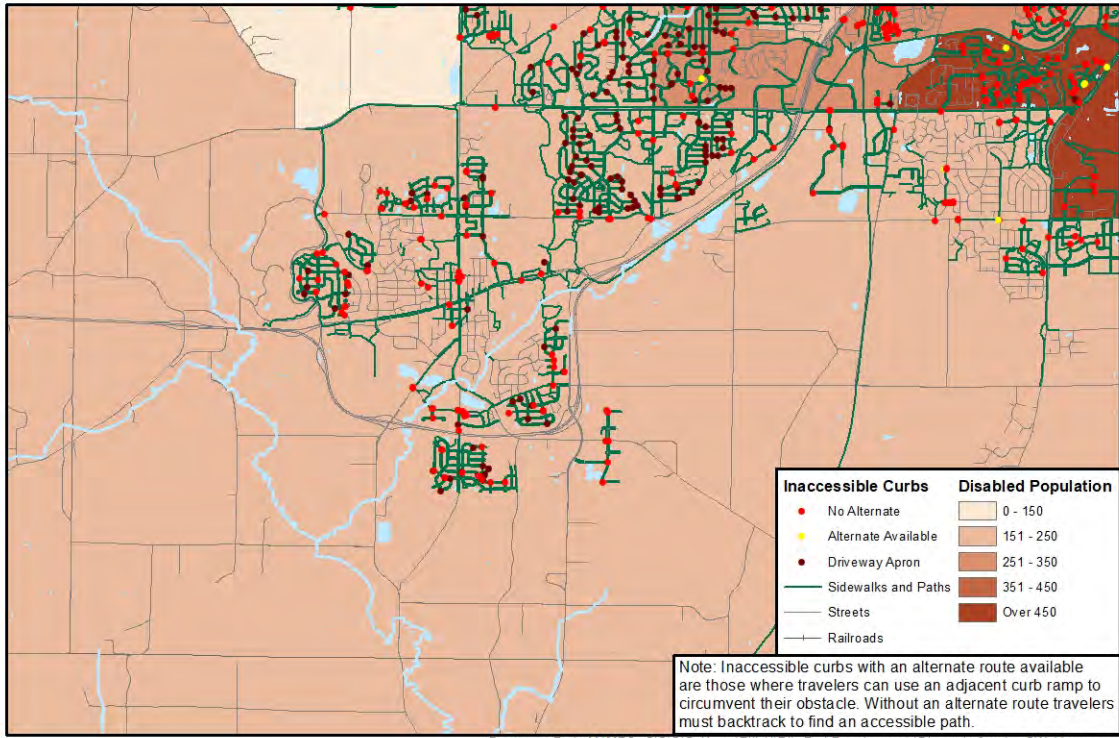 Inaccessible Curbs
No Alternate
Alternate Available
Driveway Apron
Sidewalks and Paths
Streets
Railroads
Disabled Population
0 - 150
151 - 250
251 - 350
351 - 450
Over 450
Note: Inaccessible curbs with an alternate route available
are those where travelers can use an adjacent curb ramp to
circumvent their obstacle. Without an alternate route travelers
must backtrack to find an accessible path.